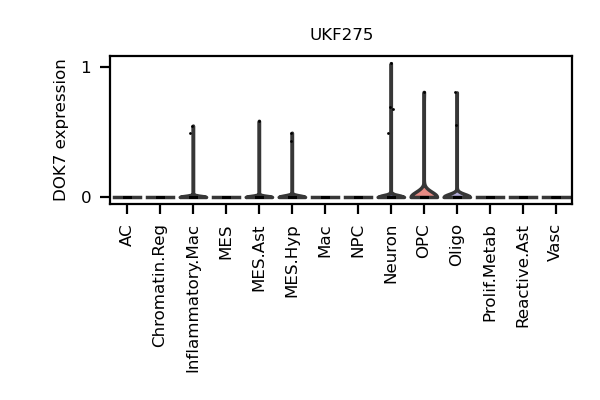 UKF275
DOK7 expression
1
0
AC
Chromatin.Reg
Inflammatory.Mac
MES
MES.Ast
MES.Hyp
Mac
NPC
Neuron
OPC
Oligo
Prolif.Metab
Reactive.Ast
Vasc